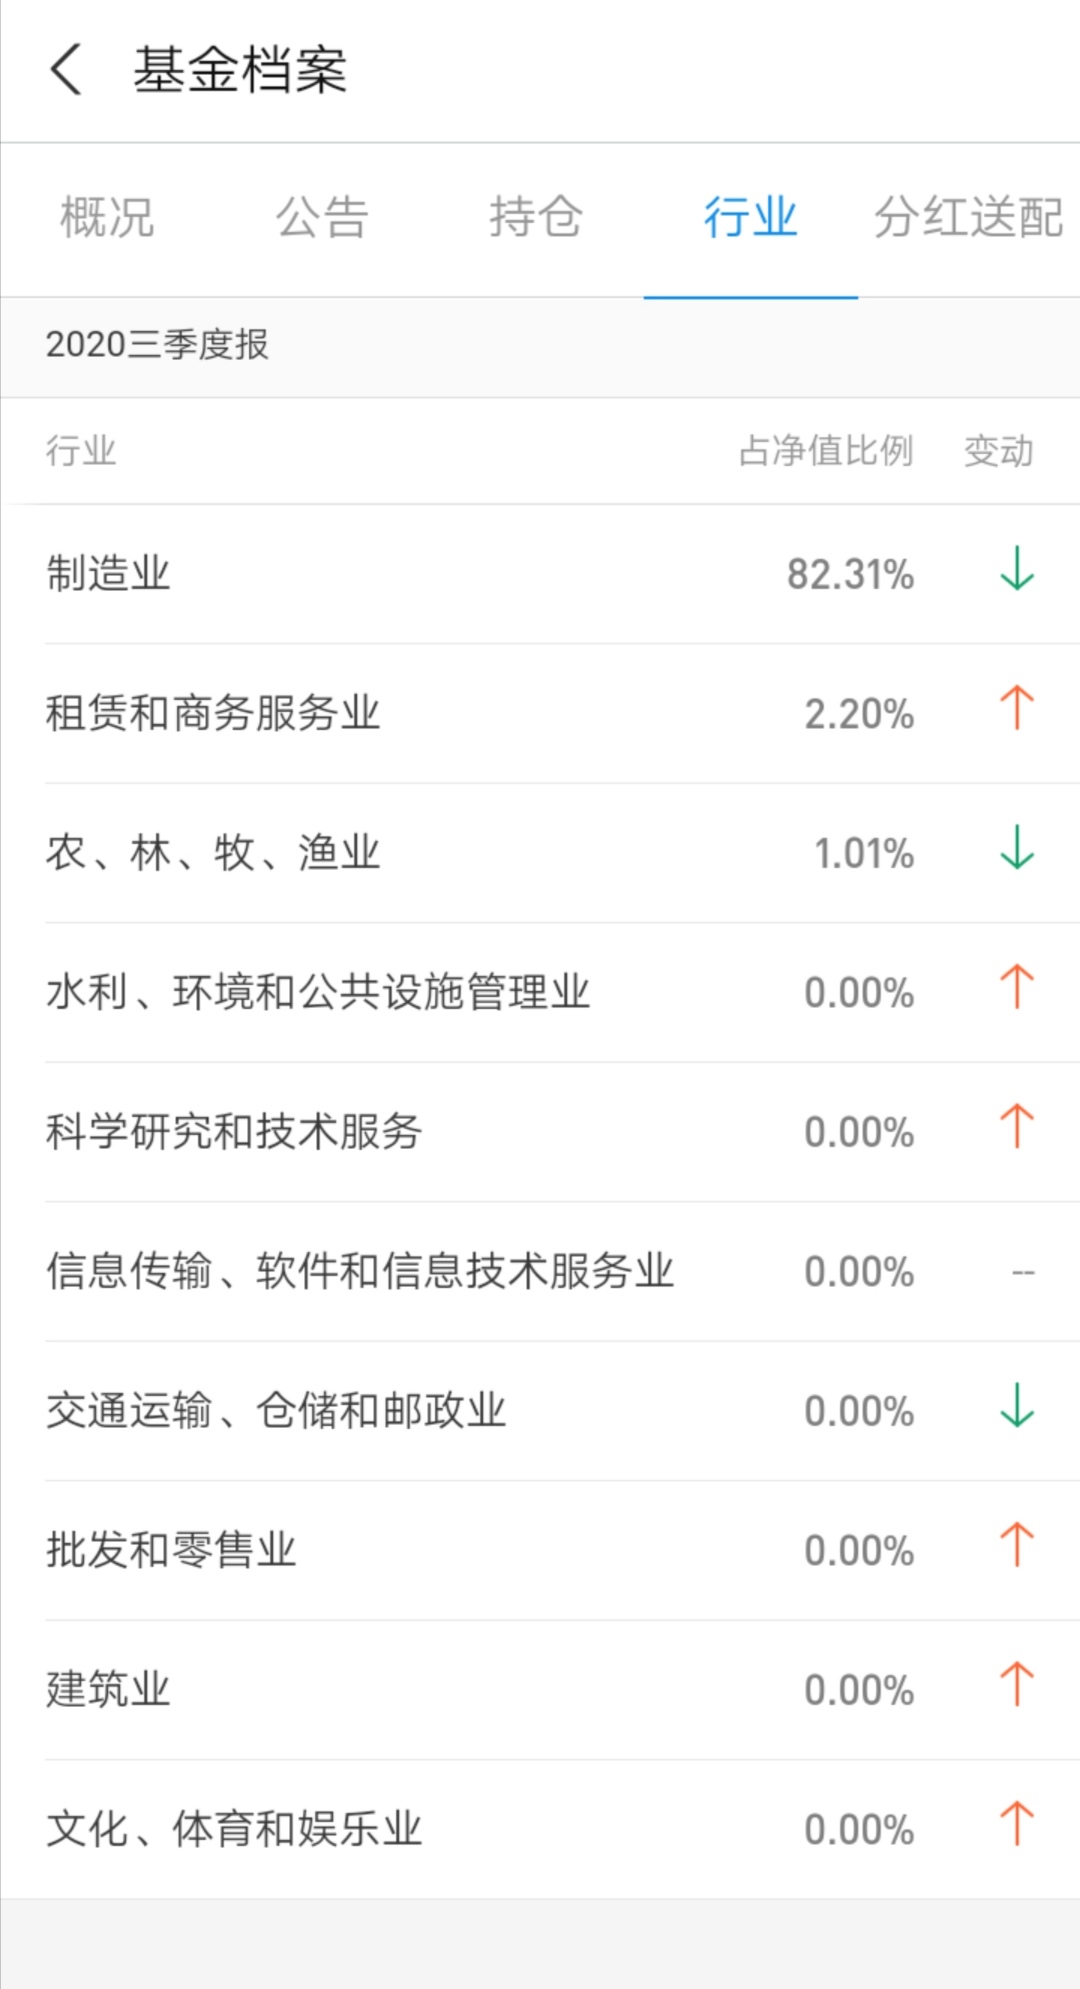 基金档案
概况 公告 持仓 行业 分红送配
2020三季度报
行业 占净值比例 变动
制造业 82.31% ↓
租赁和商务服务业 2.20% ↑
农、林、牧、渔业 1.01% ↓
水利、环境和公共设施管理业 0.00% ↑
科学研究和技术服务 0.00% ↑
信息传输、软件和信息技术服务业 0.00% --
交通运输、仓储和邮政业 0.00% ↓
批发和零售业 0.00% ↑
建筑业 0.00% ↑
文化、体育和娱乐业 0.00% ↑